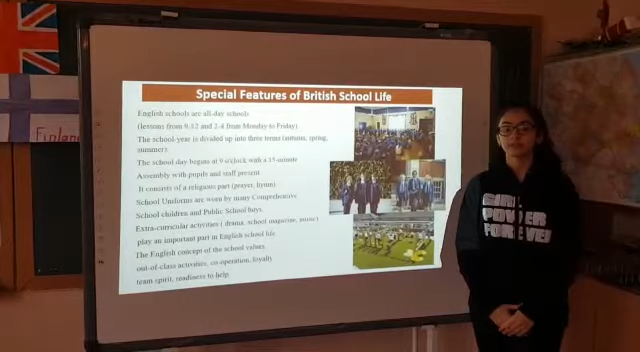 Special Features of British School Life
English schools are all-day schools
(lessons from 9-12 and 2-4 from Monday to Friday)
The school-year is divided up into three terms (autumn, spring,
summer)
The school day begins at 9 o'clock with a 15-minute
Assembly with pupils and staff present
It consists of a religious part (prayer, hymn)
School Uniforms are worn by many Comprehensive
School children and Public School boys
Extra-curricular activities ( drama, school magazine, music)
play an important part in English school life
The English concept of the school values
out-of-class activities, co-operation, loyalty
team spirit, readiness to help.
Finland
GIRL
POWER
FOREVER